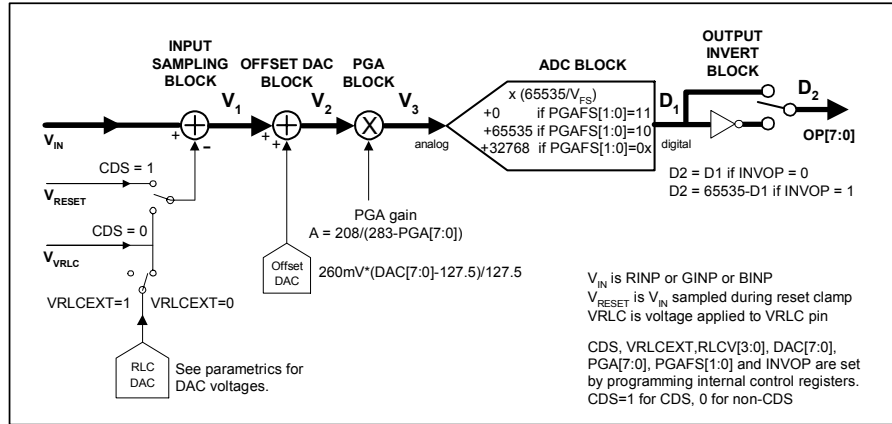 INPUT
SAMPLING
BLOCK
OFFSET DAC
BLOCK
PGA
BLOCK
ADC BLOCK
OUTPUT
INVERT
BLOCK
V1
V2
V3
x (65535/VFS)
+0 if PGAFS[1:0]=11
+65535 if PGAFS[1:0]=10
+32768 if PGAFS[1:0]=0x
D1
D2
OP[7:0]
VIN
+
+
–
+
+
X
analog
digital
D2 = D1 if INVOP = 0
D2 = 65535-D1 if INVOP = 1
CDS = 1
VRESET
CDS = 0
VVRLC
VRLCEXT=1
VRLCEXT=0
RLC
DAC
See parametrics for
DAC voltages.
PGA gain
A = 208/(283-PGA[7:0])
Offset
DAC
260mV*(DAC[7:0]-127.5)/127.5
VIN is RINP or GINP or BINP
VRESET is VIN sampled during reset clamp
VRLC is voltage applied to VRLC pin
CDS, VRLCEXT,RLCV[3:0], DAC[7:0],
PGA[7:0], PGAFS[1:0] and INVOP are set
by programming internal control registers.
CDS=1 for CDS, 0 for non-CDS